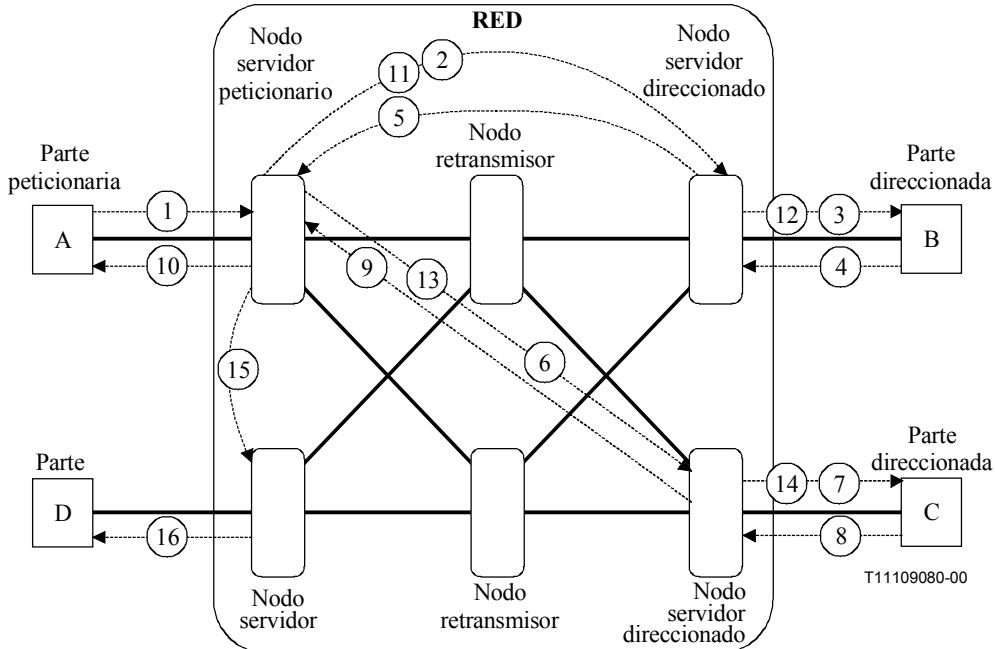 RED
Nodo
servidor
peticionario
11
2
Nodo
servidor
direccionado
5
Nodo
retransmisor
Parte
peticionaria
Parte
direccionada
A
1
10
12
3
B
4
9
13
6
15
Parte
D
16
Parte
direccionada
14
7
C
8
T11109080-00
Nodo
servidor
Nodo
retransmisor
Nodo
servidor
direccionado